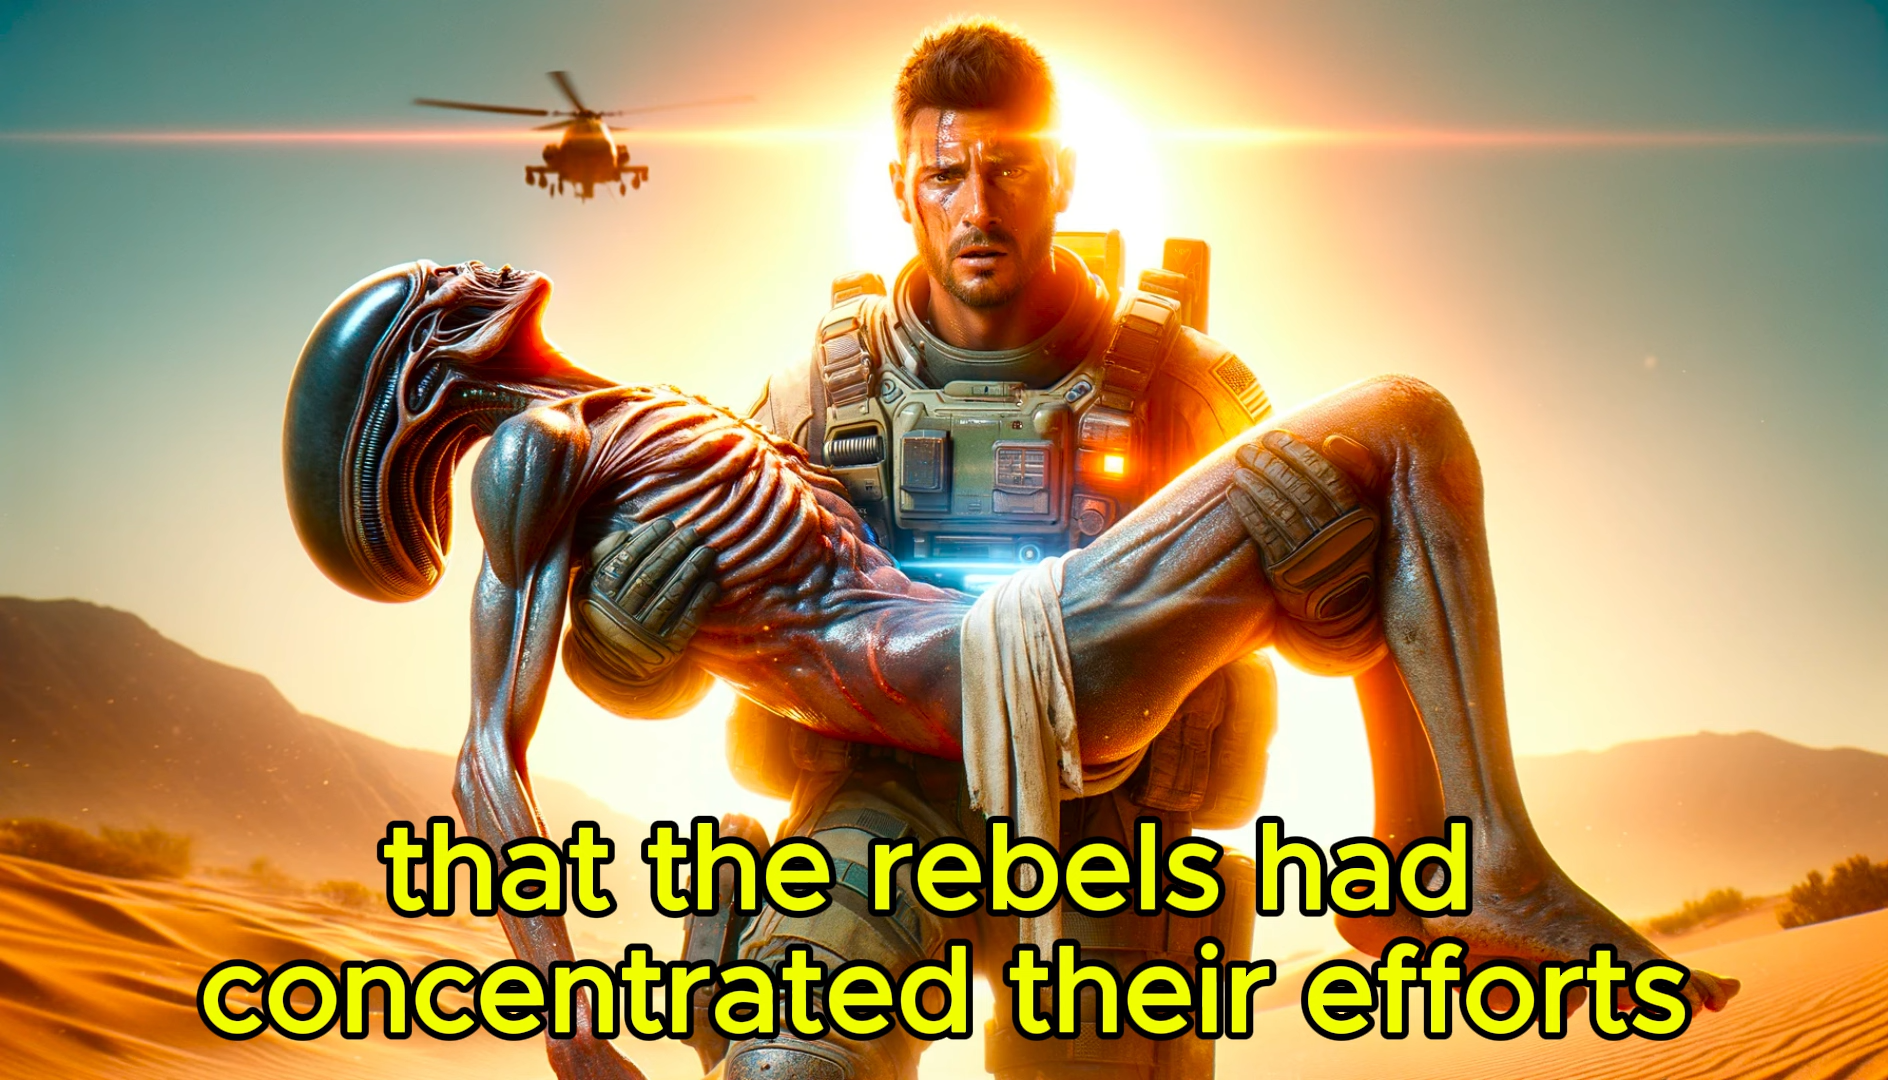 that the rebels had
concentrated their efforts